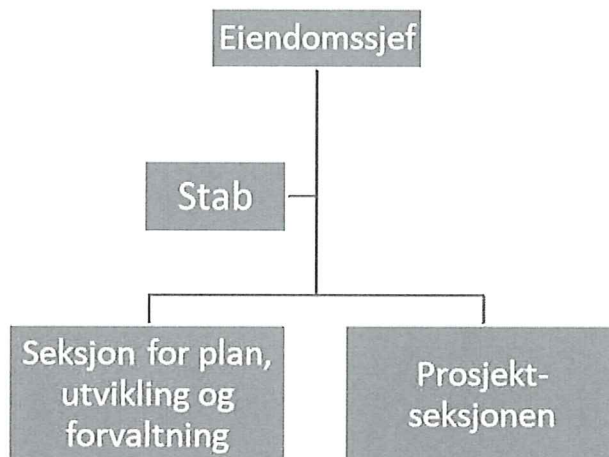 Eiendomssjef
Stab
Seksjon for plan,
utvikling og
forvaltning
Prosjekt-
seksjonen